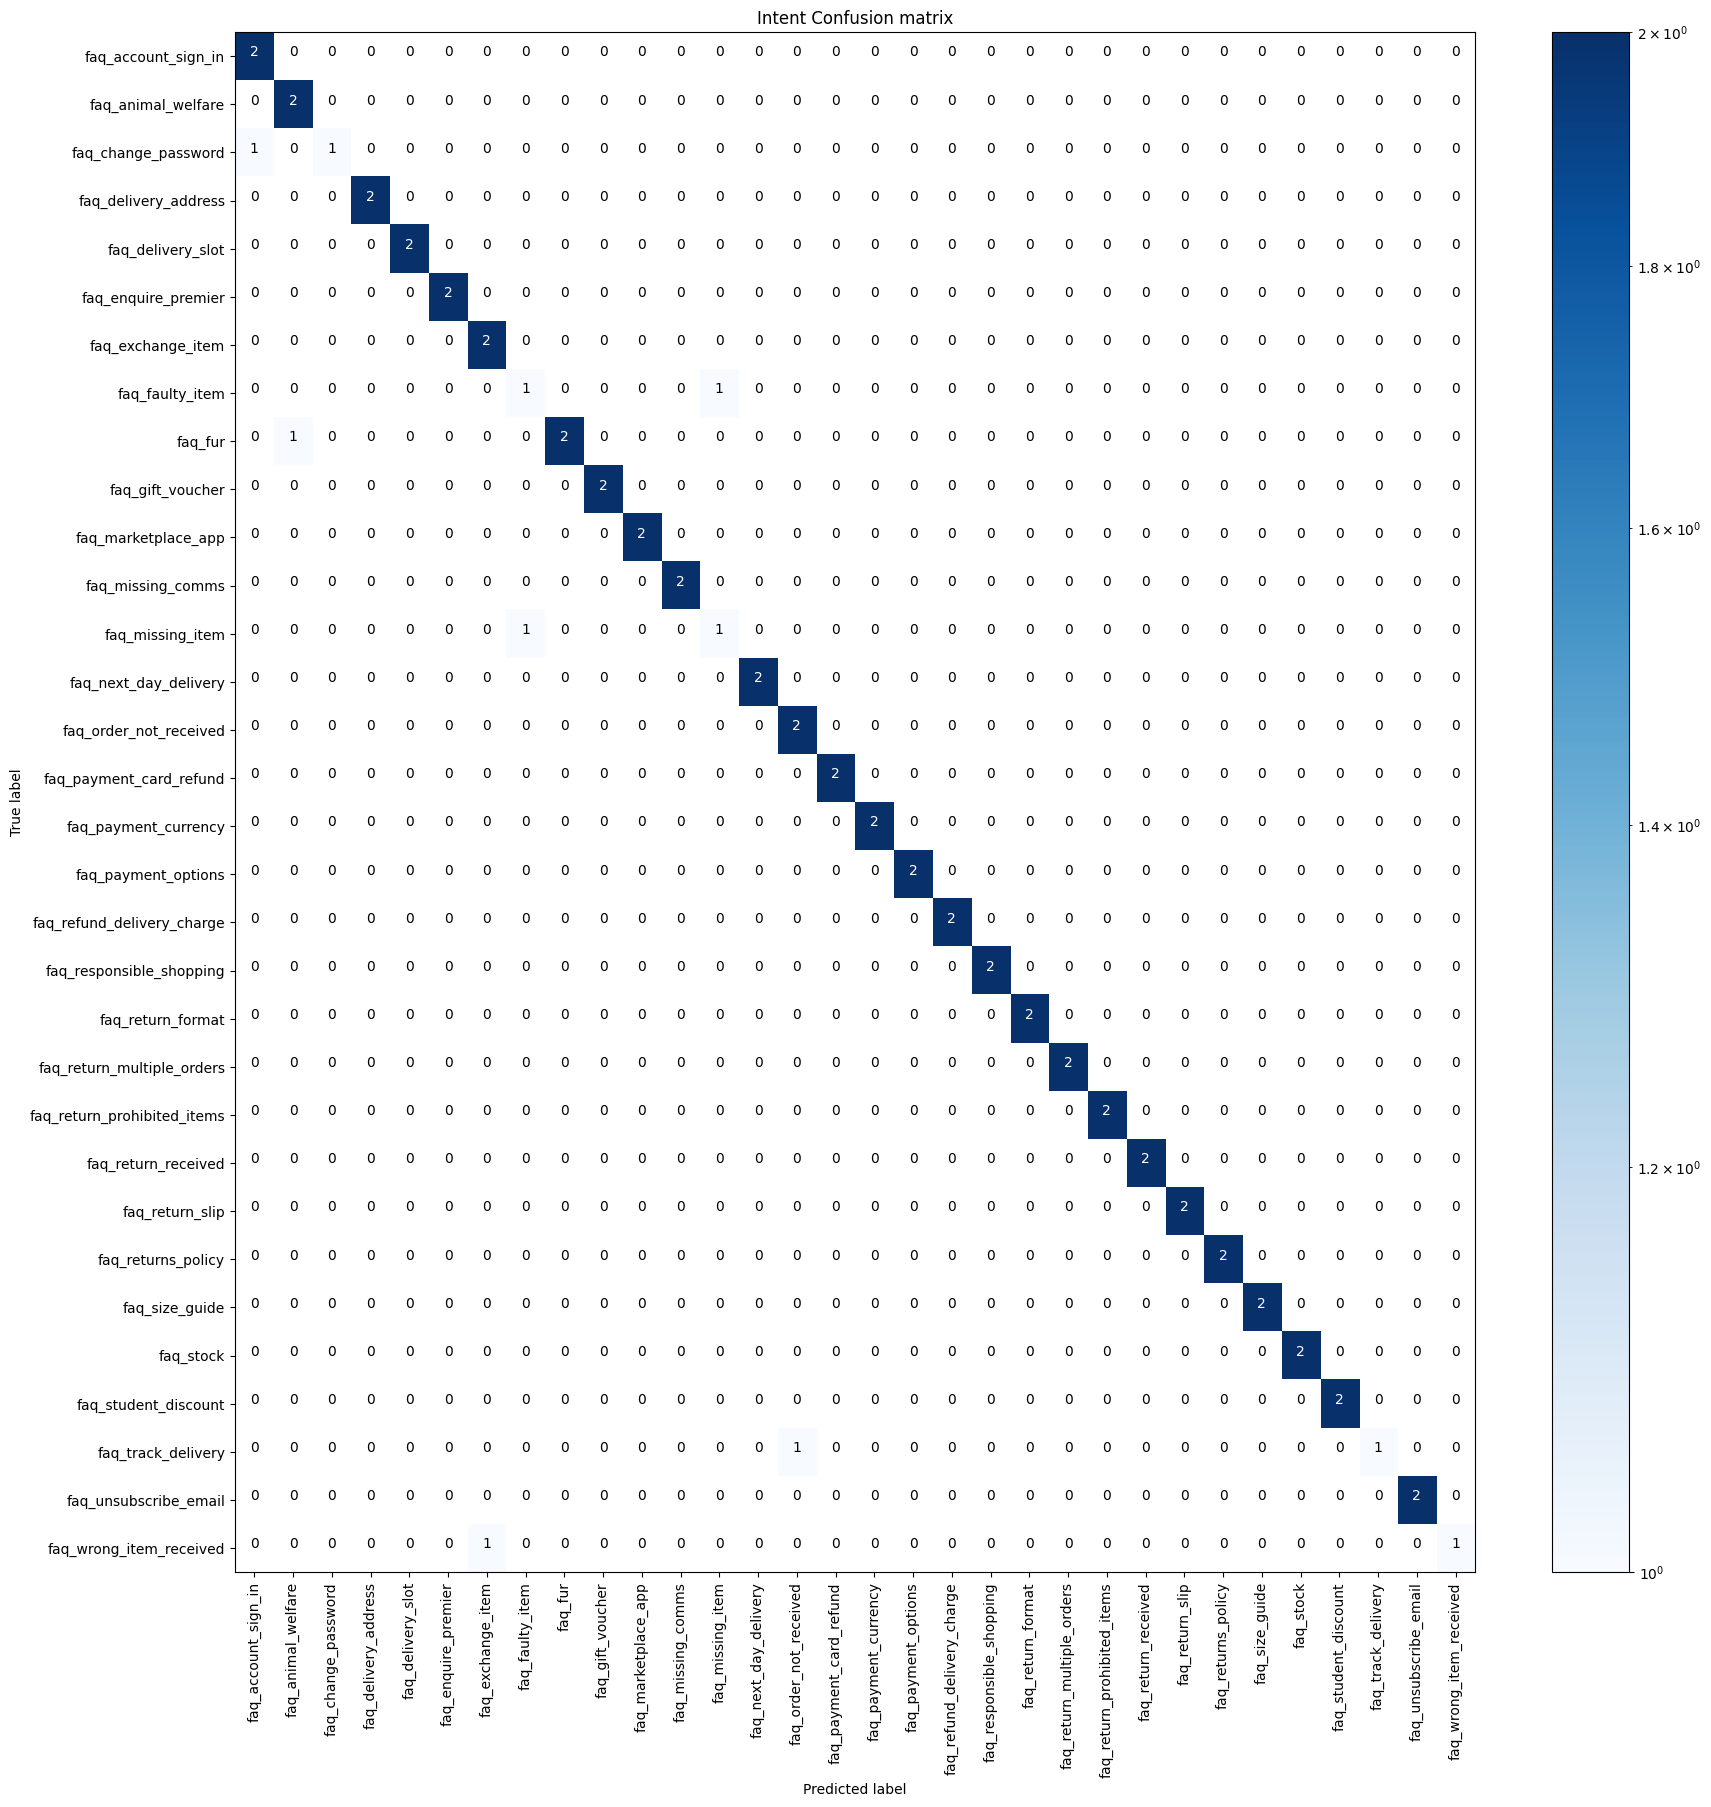 Intent Confusion matrix
faq_account_sign_in 2 0 0 0 0 0 0 0 0 0 0 0 0 0 0 0 0 0 0 0 0 0 0 0 0 0 0 0 0 0 0 0
faq_animal_welfare 0 2 0 0 0 0 0 0 0 0 0 0 0 0 0 0 0 0 0 0 0 0 0 0 0 0 0 0 0 0 0 0
faq_change_password 1 0 1 0 0 0 0 0 0 0 0 0 0 0 0 0 0 0 0 0 0 0 0 0 0 0 0 0 0 0 0 0
faq_delivery_address 0 0 0 2 0 0 0 0 0 0 0 0 0 0 0 0 0 0 0 0 0 0 0 0 0 0 0 0 0 0 0 0
faq_delivery_slot 0 0 0 0 2 0 0 0 0 0 0 0 0 0 0 0 0 0 0 0 0 0 0 0 0 0 0 0 0 0 0 0
faq_enquire_premier 0 0 0 0 0 2 0 0 0 0 0 0 0 0 0 0 0 0 0 0 0 0 0 0 0 0 0 0 0 0 0 0
faq_exchange_item 0 0 0 0 0 0 2 0 0 0 0 0 0 0 0 0 0 0 0 0 0 0 0 0 0 0 0 0 0 0 0 0
faq_faulty_item 0 0 0 0 0 0 0 1 0 0 0 0 1 0 0 0 0 0 0 0 0 0 0 0 0 0 0 0 0 0 0 0
faq_fur 0 1 0 0 0 0 0 0 2 0 0 0 0 0 0 0 0 0 0 0 0 0 0 0 0 0 0 0 0 0 0 0
faq_gift_voucher 0 0 0 0 0 0 0 0 0 2 0 0 0 0 0 0 0 0 0 0 0 0 0 0 0 0 0 0 0 0 0 0
faq_marketplace_app 0 0 0 0 0 0 0 0 0 0 2 0 0 0 0 0 0 0 0 0 0 0 0 0 0 0 0 0 0 0 0 0
faq_missing_comms 0 0 0 0 0 0 0 0 0 0 0 2 0 0 0 0 0 0 0 0 0 0 0 0 0 0 0 0 0 0 0 0
faq_missing_item 0 0 0 0 0 0 0 1 0 0 0 0 1 0 0 0 0 0 0 0 0 0 0 0 0 0 0 0 0 0 0 0
faq_next_day_delivery 0 0 0 0 0 0 0 0 0 0 0 0 0 2 0 0 0 0 0 0 0 0 0 0 0 0 0 0 0 0 0 0
faq_order_not_received 0 0 0 0 0 0 0 0 0 0 0 0 0 0 2 0 0 0 0 0 0 0 0 0 0 0 0 0 0 0 0 0
faq_payment_card_refund 0 0 0 0 0 0 0 0 0 0 0 0 0 0 0 2 0 0 0 0 0 0 0 0 0 0 0 0 0 0 0 0
faq_payment_currency 0 0 0 0 0 0 0 0 0 0 0 0 0 0 0 0 2 0 0 0 0 0 0 0 0 0 0 0 0 0 0 0
faq_payment_options 0 0 0 0 0 0 0 0 0 0 0 0 0 0 0 0 0 2 0 0 0 0 0 0 0 0 0 0 0 0 0 0
faq_refund_delivery_charge 0 0 0 0 0 0 0 0 0 0 0 0 0 0 0 0 0 0 2 0 0 0 0 0 0 0 0 0 0 0 0 0
faq_responsible_shopping 0 0 0 0 0 0 0 0 0 0 0 0 0 0 0 0 0 0 0 2 0 0 0 0 0 0 0 0 0 0 0 0
faq_return_format 0 0 0 0 0 0 0 0 0 0 0 0 0 0 0 0 0 0 0 0 2 0 0 0 0 0 0 0 0 0 0 0
faq_return_multiple_orders 0 0 0 0 0 0 0 0 0 0 0 0 0 0 0 0 0 0 0 0 0 2 0 0 0 0 0 0 0 0 0 0
faq_return_prohibited_items 0 0 0 0 0 0 0 0 0 0 0 0 0 0 0 0 0 0 0 0 0 0 2 0 0 0 0 0 0 0 0 0
faq_return_received 0 0 0 0 0 0 0 0 0 0 0 0 0 0 0 0 0 0 0 0 0 0 0 2 0 0 0 0 0 0 0 0
faq_return_slip 0 0 0 0 0 0 0 0 0 0 0 0 0 0 0 0 0 0 0 0 0 0 0 0 2 0 0 0 0 0 0 0
faq_returns_policy 0 0 0 0 0 0 0 0 0 0 0 0 0 0 0 0 0 0 0 0 0 0 0 0 0 2 0 0 0 0 0 0
faq_size_guide 0 0 0 0 0 0 0 0 0 0 0 0 0 0 0 0 0 0 0 0 0 0 0 0 0 0 2 0 0 0 0 0
faq_stock 0 0 0 0 0 0 0 0 0 0 0 0 0 0 0 0 0 0 0 0 0 0 0 0 0 0 0 2 0 0 0 0
faq_student_discount 0 0 0 0 0 0 0 0 0 0 0 0 0 0 0 0 0 0 0 0 0 0 0 0 0 0 0 0 2 0 0 0
faq_track_delivery 0 0 0 0 0 0 0 0 0 0 0 0 0 0 1 0 0 0 0 0 0 0 0 0 0 0 0 0 0 1 0 0
faq_unsubscribe_email 0 0 0 0 0 0 0 0 0 0 0 0 0 0 0 0 0 0 0 0 0 0 0 0 0 0 0 0 0 0 2 0
faq_wrong_item_received 0 0 0 0 0 0 1 0 0 0 0 0 0 0 0 0 0 0 0 0 0 0 0 0 0 0 0 0 0 0 0 1
True label
faq_account_sign_in
faq_animal_welfare
faq_change_password
faq_delivery_address
faq_delivery_slot
faq_enquire_premier
faq_exchange_item
faq_faulty_item
faq_fur
faq_gift_voucher
faq_marketplace_app
faq_missing_comms
faq_missing_item
faq_next_day_delivery
faq_order_not_received
faq_payment_card_refund
faq_payment_currency
faq_payment_options
faq_refund_delivery_charge
faq_responsible_shopping
faq_return_format
faq_return_multiple_orders
faq_return_prohibited_items
faq_return_received
faq_return_slip
faq_returns_policy
faq_size_guide
faq_stock
faq_student_discount
faq_track_delivery
faq_unsubscribe_email
faq_wrong_item_received
Predicted label
2 × 10⁰
1.8 × 10⁰
1.6 × 10⁰
1.4 × 10⁰
1.2 × 10⁰
10⁰